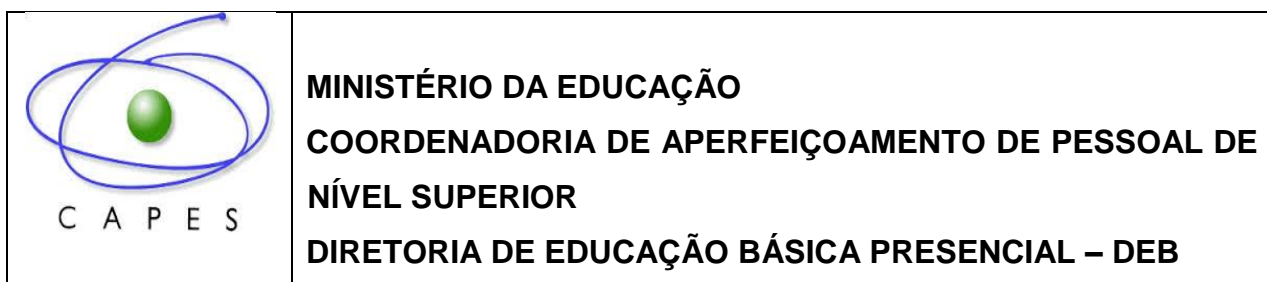 C A P E S
MINISTÉRIO DA EDUCAÇÃO
COORDENADORIA DE APERFEIÇOAMENTO DE PESSOAL DE
NÍVEL SUPERIOR
DIRETORIA DE EDUCAÇÃO BÁSICA PRESENCIAL – DEB